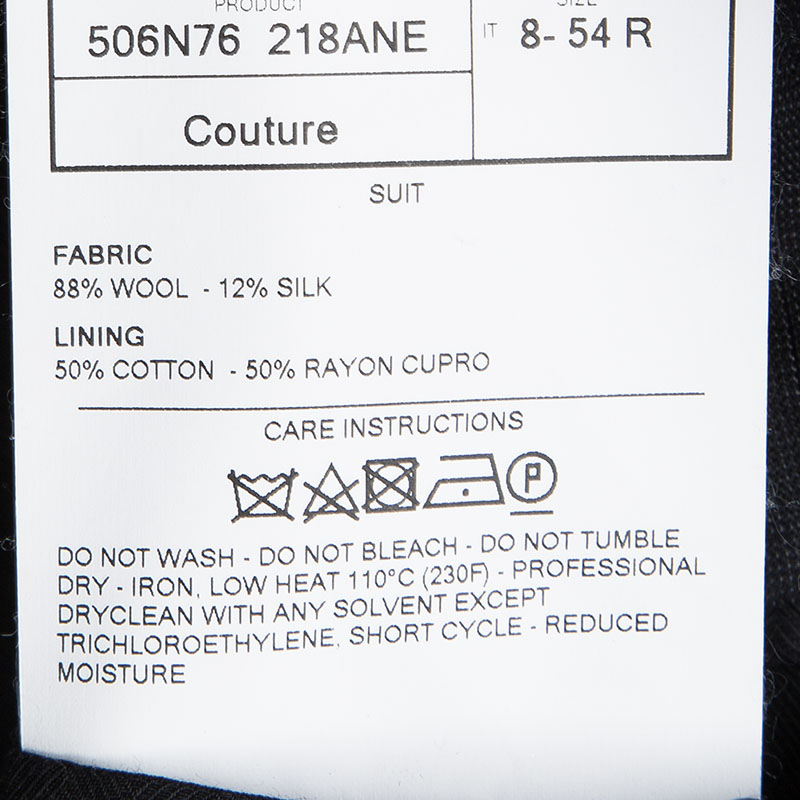 PRODUCT
SIZE
506N76 218ANE
IT 8- 54 R
Couture
SUIT
FABRIC
88% WOOL - 12% SILK
LINING
50% COTTON - 50% RAYON CUPRO
CARE INSTRUCTIONS
P
DO NOT WASH - DO NOT BLEACH - DO NOT TUMBLE
DRY - IRON, LOW HEAT 110°C (230F) - PROFESSIONAL
DRYCLEAN WITH ANY SOLVENT EXCEPT
TRICHLOROETHYLENE, SHORT CYCLE - REDUCED
MOISTURE